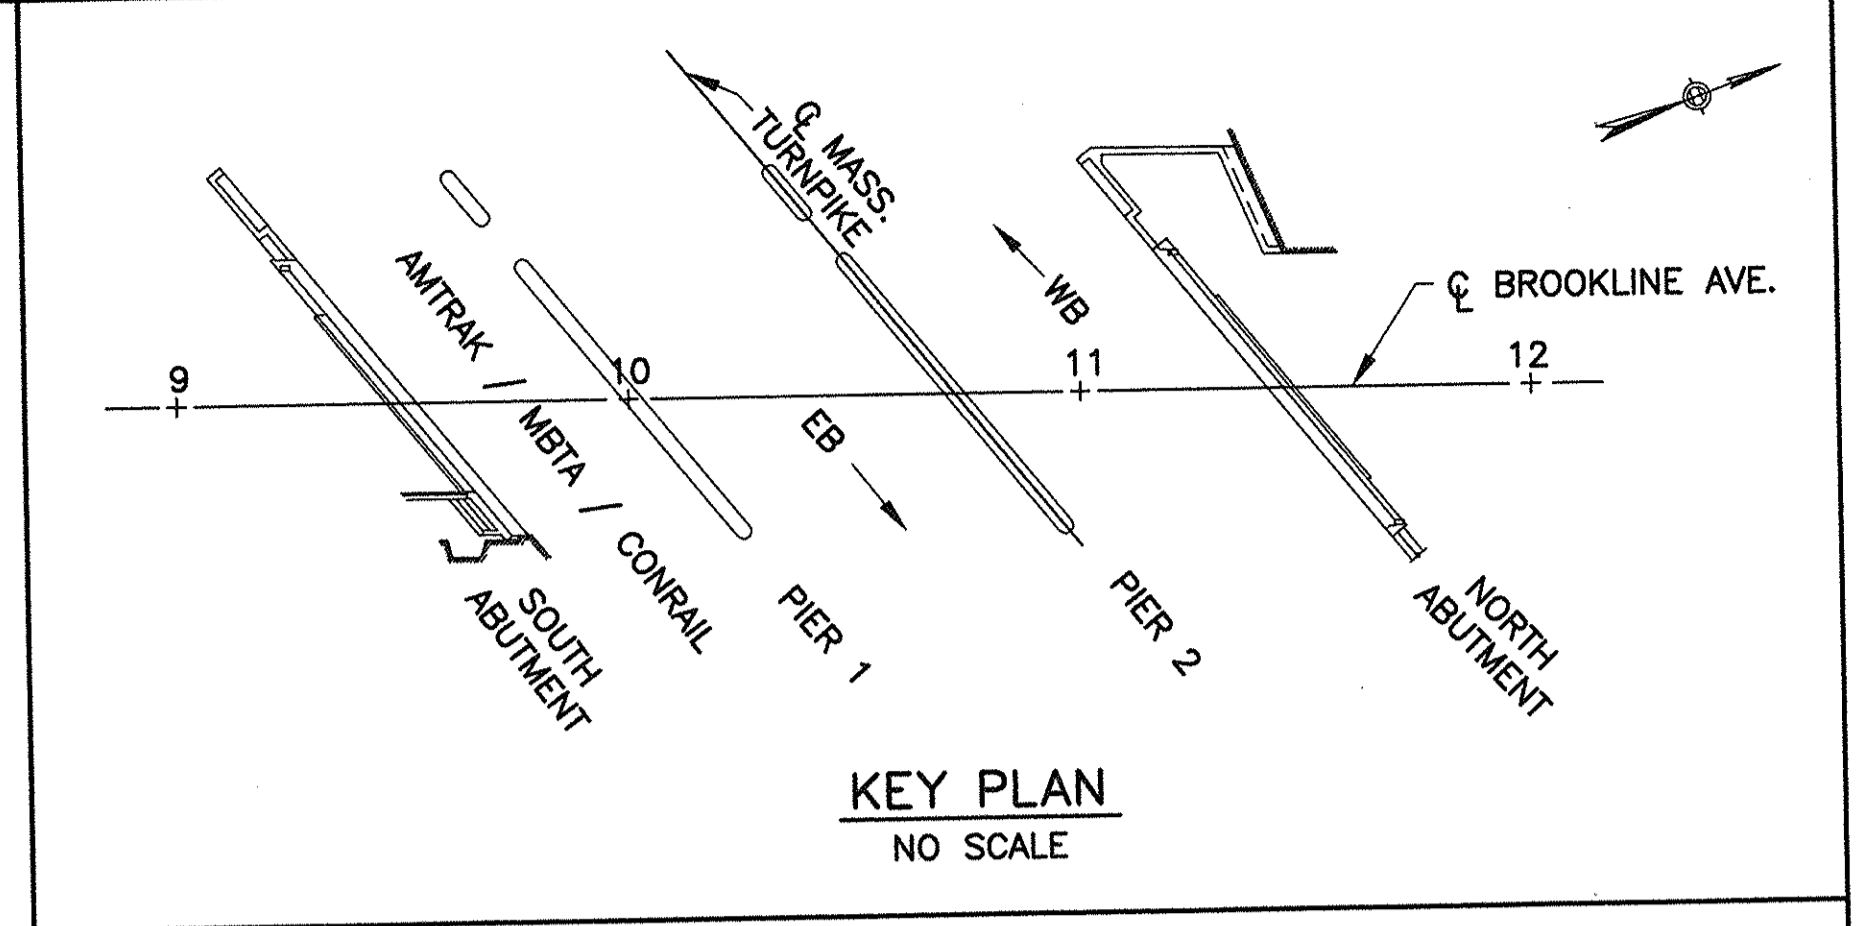 ℄ MASS.
TURNPIKE
WB
℄ BROOKLINE AVE.
9
10
11
12
AMTRAK / MBTA / CONRAIL
EB
SOUTH
ABUTMENT
PIER 1
PIER 2
NORTH
ABUTMENT
KEY PLAN
NO SCALE